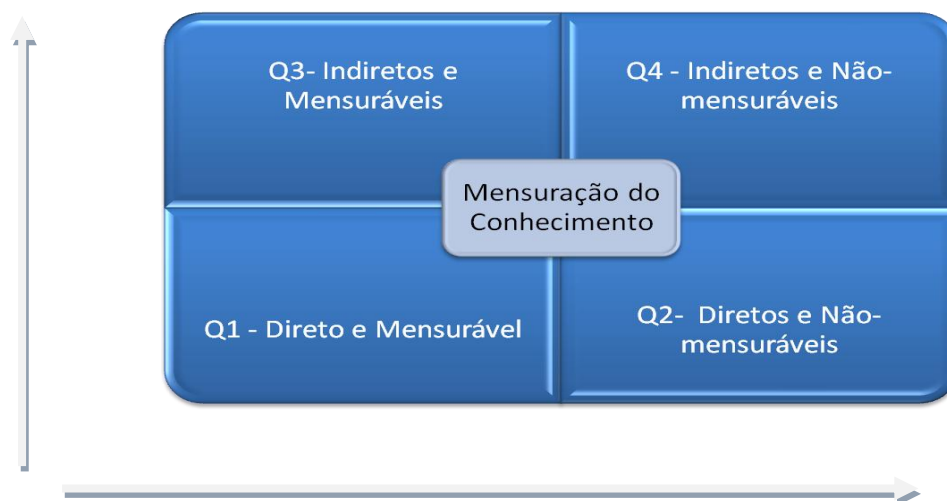 Q3- Indiretos e
Mensuráveis
Q4 - Indiretos e Não-
mensuráveis
Mensuração do
Conhecimento
Q1 - Direto e Mensurável
Q2-  Diretos e Não-
mensuráveis